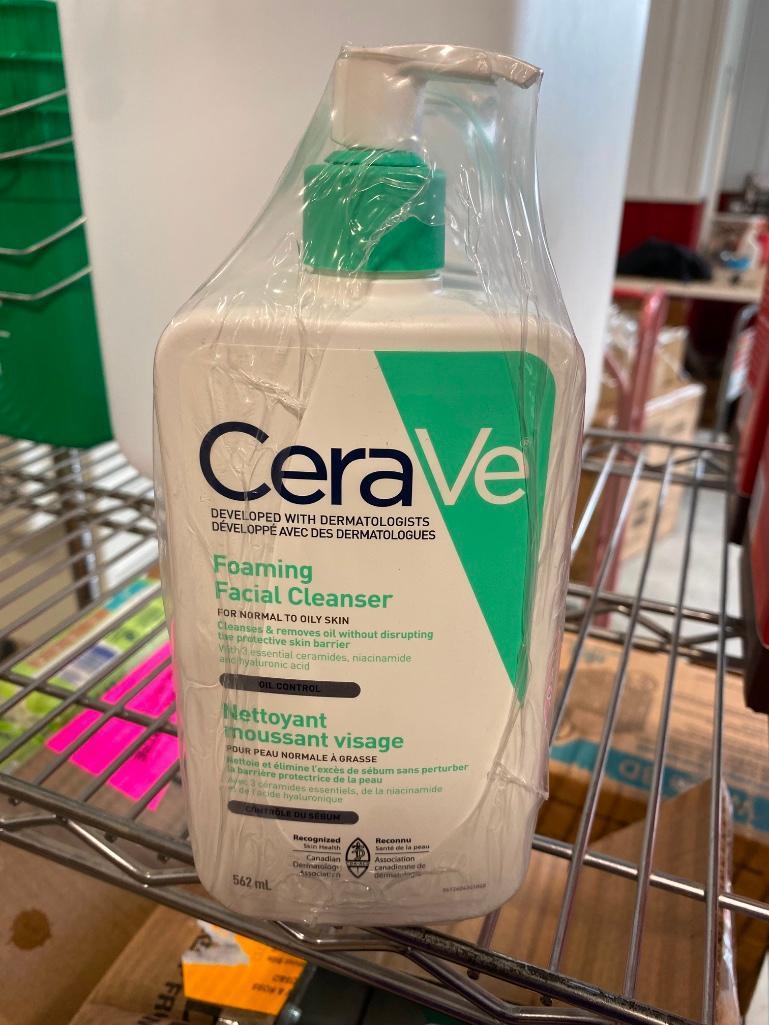 CeraVe
DEVELOPED WITH DERMATOLOGISTS
DÉVELOPPÉ AVEC DES DERMATOLOGUES
Foaming
Facial Cleanser
FOR NORMAL TO OILY SKIN
Cleanses & removes oil without disrupting
the protective skin barrier
With 3 essential ceramides, niacinamide
and hyaluronic acid
OIL CONTROL
Nettoyant
moussant visage
POUR PEAU NORMALE À GRASSE
Nettoie et élimine l'excès de sébum sans perturber
la barrière protectrice de la peau
Avec 3 céramides essentiels, de la niacinamide
et de l'acide hyaluronique
CONTRÔLE DU SÉBUM
Recognized
Skin Health
Canadian
Dermatology
Association
Reconnu
Santé de la peau
Association
canadienne de
dermatologie
562 mL